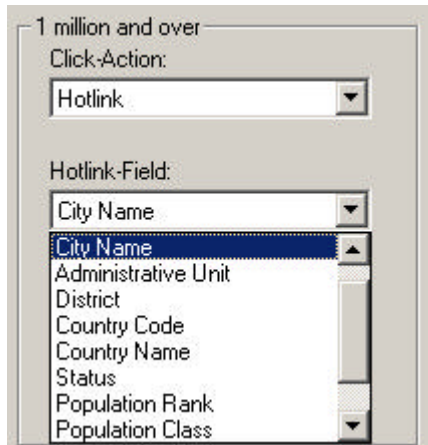 1 million and over
Click-Action:
Hotlink
Hotlink-Field:
City Name
City Name
Administrative Unit
District
Country Code
Country Name
Status
Population Rank
Population Class